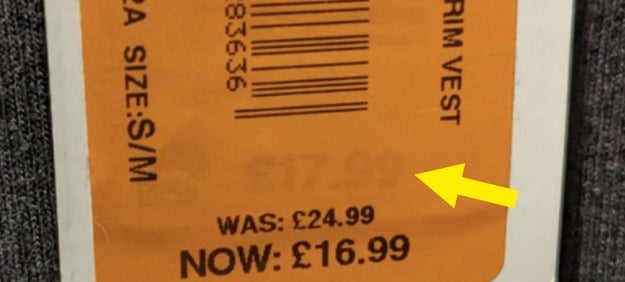 83636
RIM VEST
2A SIZE:S/M
£17.99
WAS: £24.99
NOW: £16.99